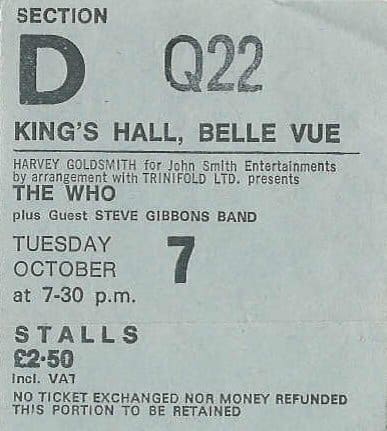 SECTION
D Q22
KING'S HALL, BELLE VUE
HARVEY GOLDSMITH for John Smith Entertainments
by arrangement with TRINIFOLD LTD. presents
THE WHO
plus Guest STEVE GIBBONS BAND
TUESDAY
OCTOBER 7
at 7-30 p.m.
STALLS
£2·50
Incl. VAT
NO TICKET EXCHANGED NOR MONEY REFUNDED
THIS PORTION TO BE RETAINED